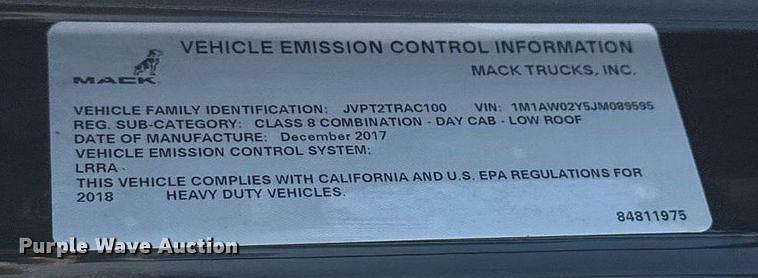 VEHICLE EMISSION CONTROL INFORMATION
MACK
MACK TRUCKS, INC.
VEHICLE FAMILY IDENTIFICATION: JVPT2TRAC100 VIN: 1M1AW02Y5JM089595
REG. SUB-CATEGORY: CLASS 8 COMBINATION - DAY CAB - LOW ROOF
DATE OF MANUFACTURE: December 2017
VEHICLE EMISSION CONTROL SYSTEM:
LRRA
THIS VEHICLE COMPLIES WITH CALIFORNIA AND U.S. EPA REGULATIONS FOR
2018 HEAVY DUTY VEHICLES.
84811975
Purple Wave Auction